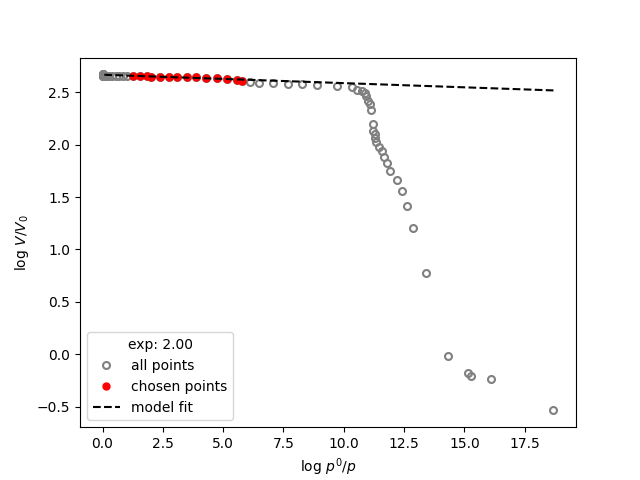 2.5
2.0
1.5
1.0
0.5
0.0
−0.5
log V/V₀
exp: 2.00
all points
chosen points
model fit
0.0 2.5 5.0 7.5 10.0 12.5 15.0 17.5
log p⁰/p